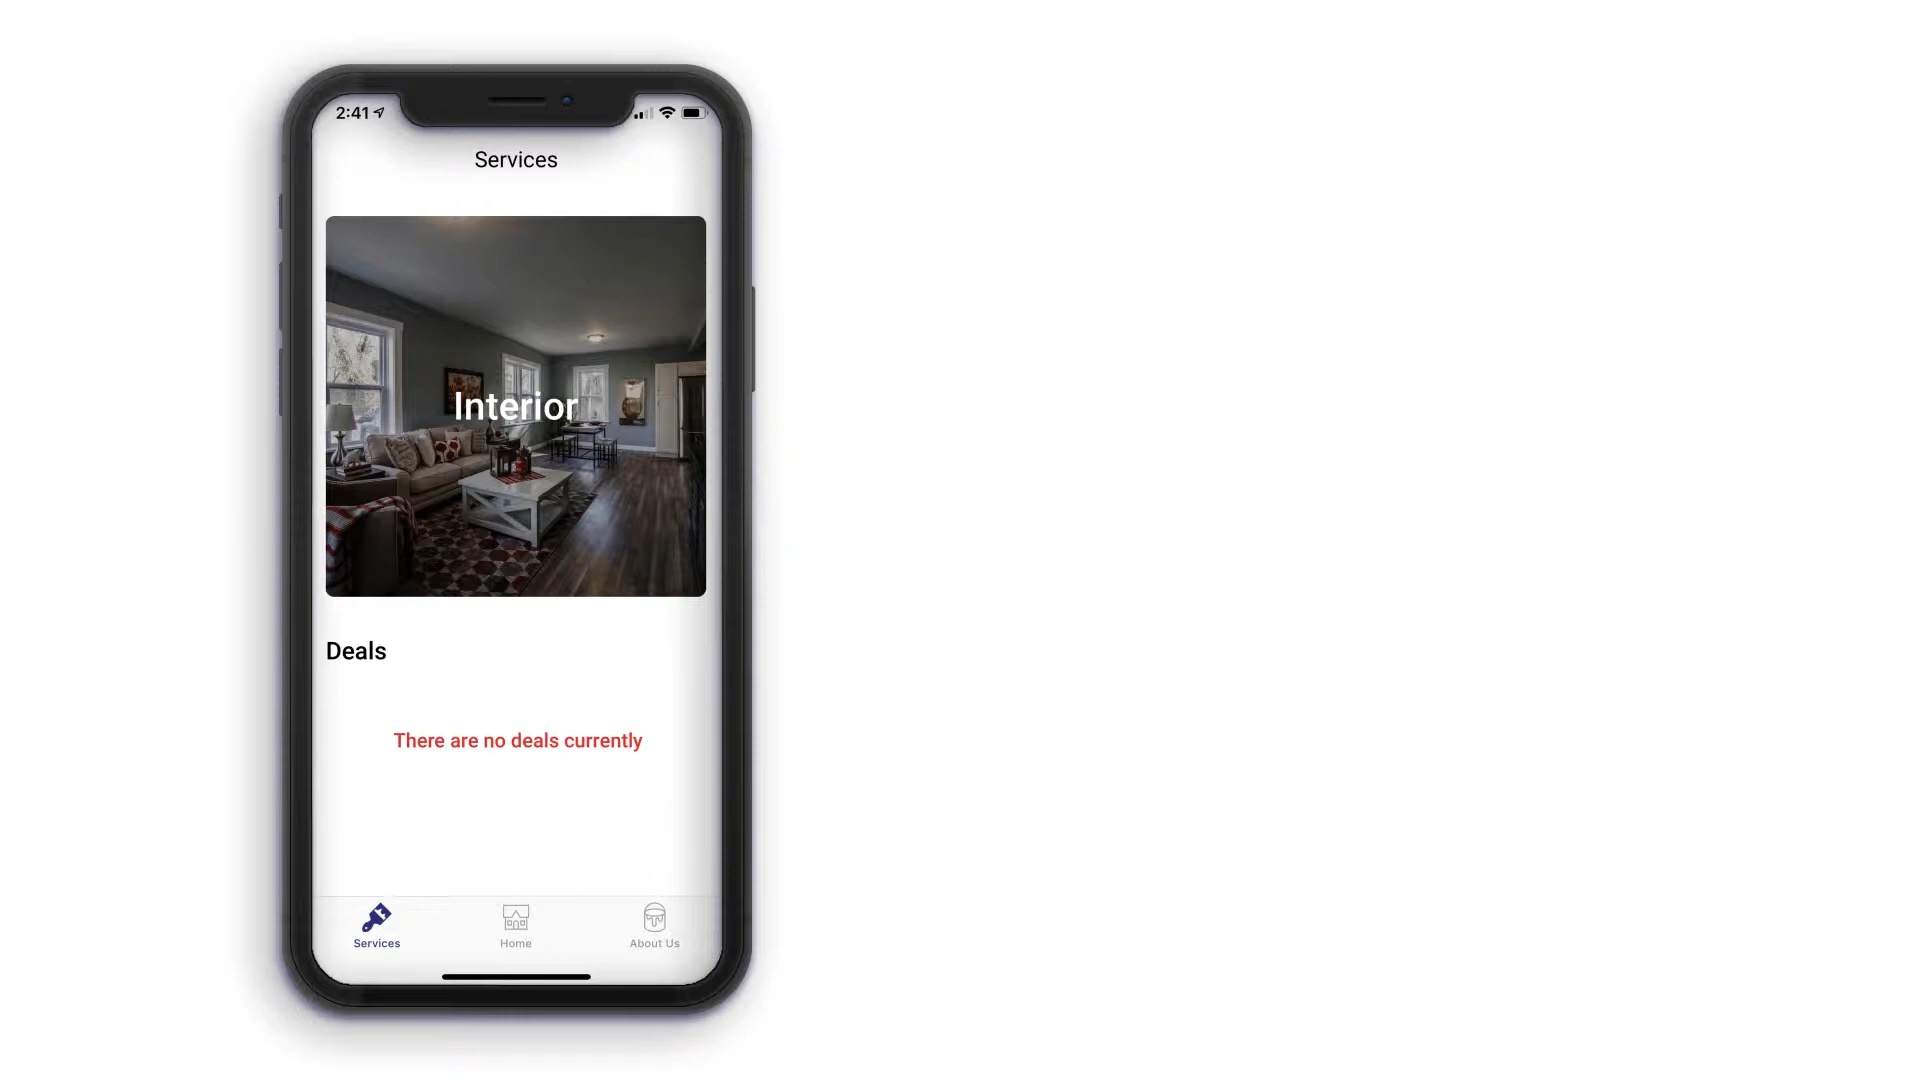 2:41
Services
Interior
Deals
There are no deals currently
Services
Home
About Us